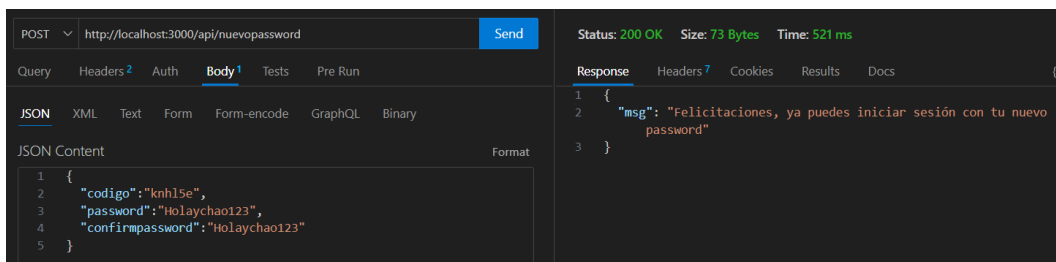 POST http://localhost:3000/api/nuevopassword Send
Query Headers 2 Auth Body 1 Tests Pre Run
JSON XML Text Form Form-encode GraphQL Binary
JSON Content Format
1 {
2 "codigo":"knhl5e",
3 "password":"Holaychao123",
4 "confirmpassword":"Holaychao123"
5 }
Status: 200 OK Size: 73 Bytes Time: 521 ms
Response Headers 7 Cookies Results Docs {
1 {
2 "msg": "Felicitaciones, ya puedes iniciar sesión con tu nuevo
password"
3 }